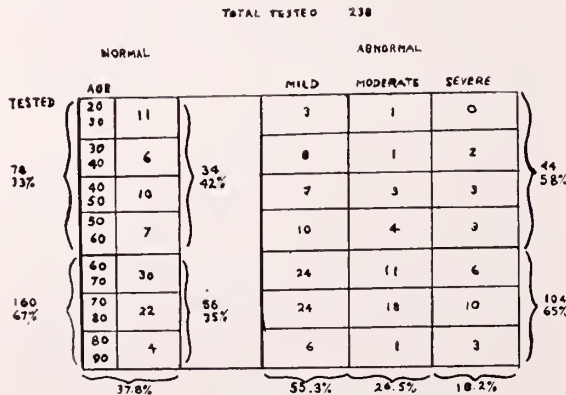 TOTAL TESTED 238
NORMAL ABNORMAL
AGE MILD MODERATE SEVERE
TESTED
20 30 11 3 1 0
30 40 6 8 1 2
78 33% 34 42% 44 58%
40 50 10 7 3 3
50 60 7 10 4 3
60 70 30 24 11 6
160 67% 70 80 22 56 35% 24 18 10 104 65%
80 90 4 6 1 3
37.8% 55.3% 26.5% 18.2%